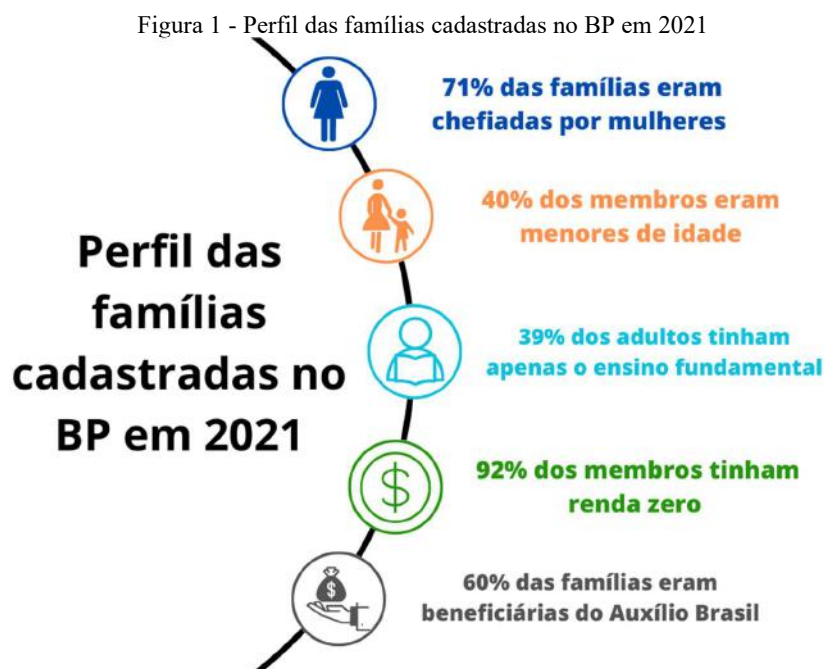 Figura 1 - Perfil das famílias cadastradas no BP em 2021
Perfil das
famílias
cadastradas no
BP em 2021
71% das famílias eram
chefiadas por mulheres
40% dos membros eram
menores de idade
39% dos adultos tinham
apenas o ensino fundamental
$
92% dos membros tinham
renda zero
$
60% das famílias eram
beneficiárias do Auxílio Brasil